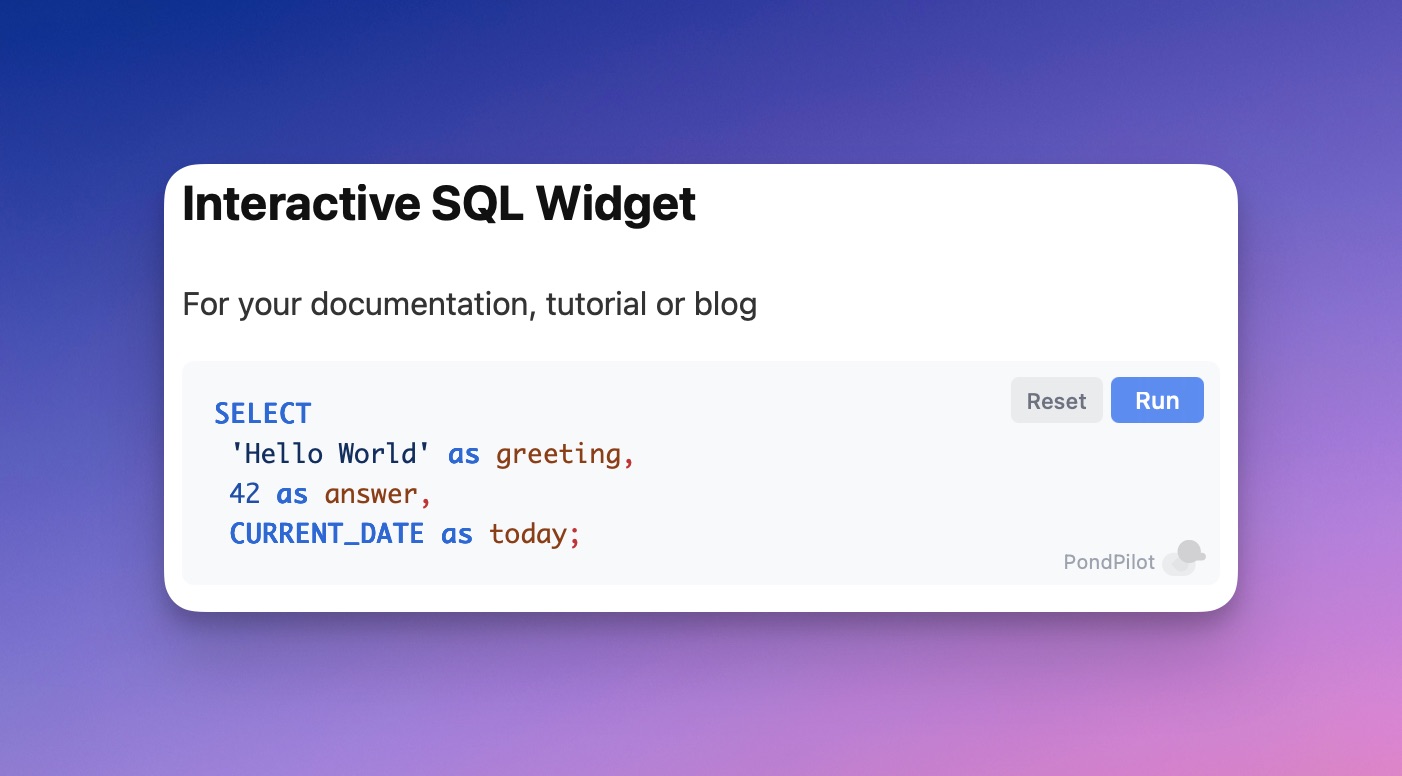 Interactive SQL Widget
For your documentation, tutorial or blog
Reset Run
SELECT
'Hello World' as greeting,
42 as answer,
CURRENT_DATE as today;
PondPilot